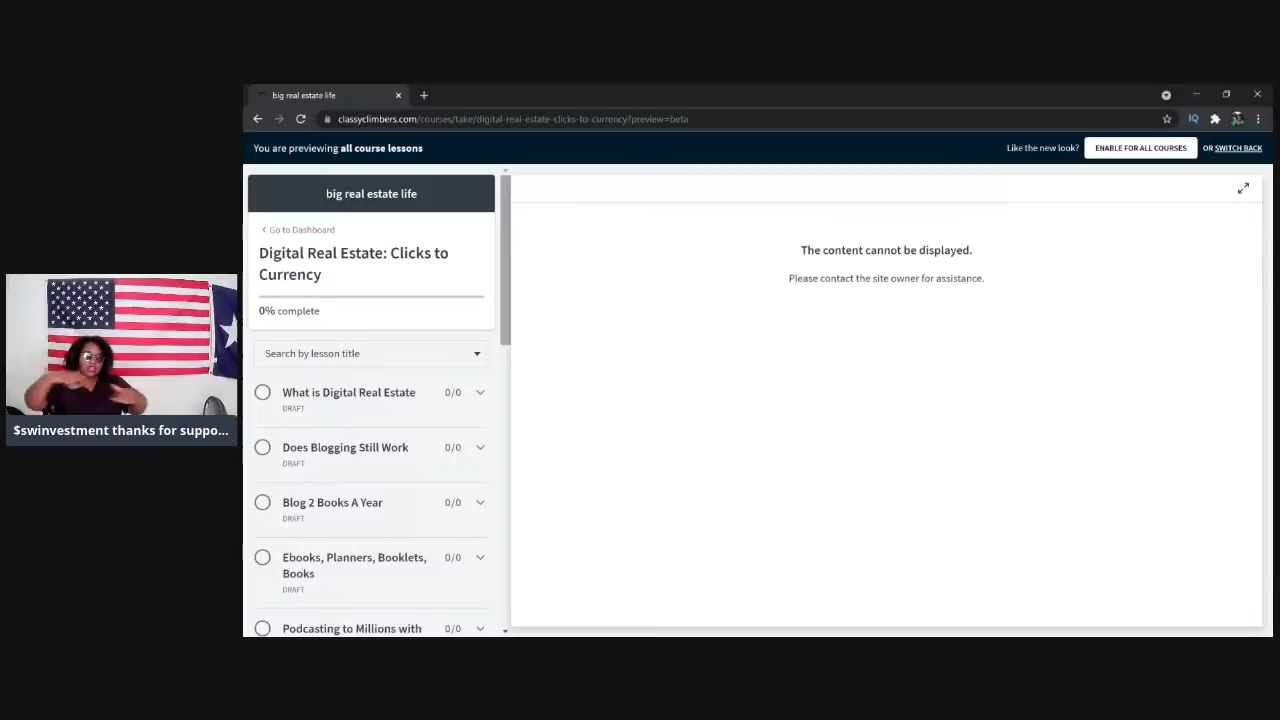 big real estate life
classyclimbers.com/courses/take/digital-real-estate-clicks-to-currency?preview=beta
IQ
You are previewing all course lessons
Like the new look?
ENABLE FOR ALL COURSES
OR SWITCH BACK
big real estate life
Go to Dashboard
Digital Real Estate: Clicks to
Currency
0% complete
Search by lesson title
What is Digital Real Estate 0/0
DRAFT
Does Blogging Still Work 0/0
DRAFT
Blog 2 Books A Year 0/0
DRAFT
Ebooks, Planners, Booklets, 0/0
Books
DRAFT
Podcasting to Millions with 0/0
The content cannot be displayed.
Please contact the site owner for assistance.
$swinvestment thanks for suppo...